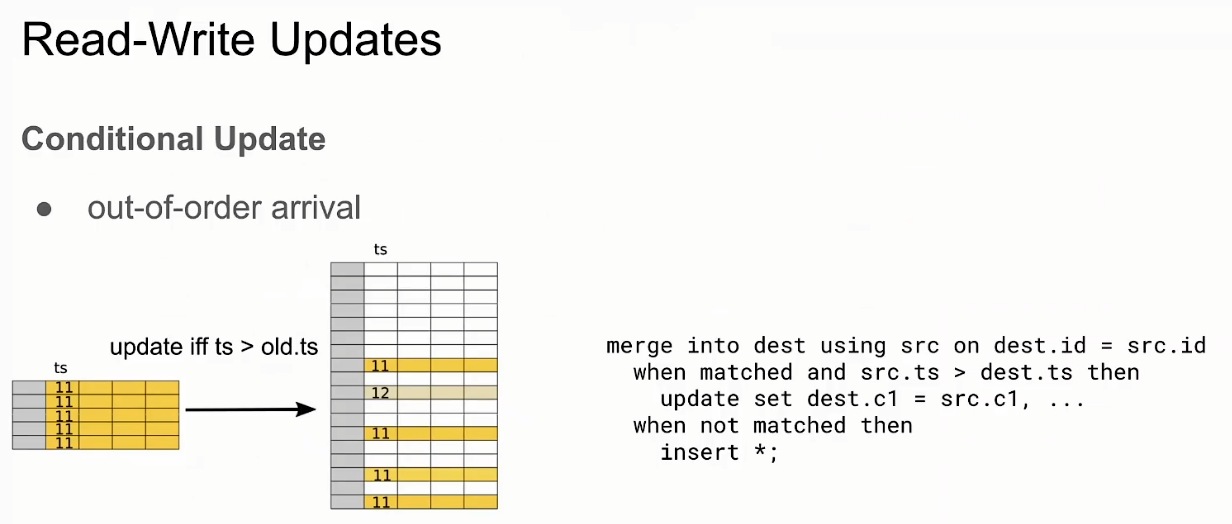 Read-Write Updates
Conditional Update
● out-of-order arrival
ts
update iff ts > old.ts
ts
11
11
11
11
11
11
12
11
11
11
merge into dest using src on dest.id = src.id
when matched and src.ts > dest.ts then
update set dest.c1 = src.c1, ...
when not matched then
insert *;